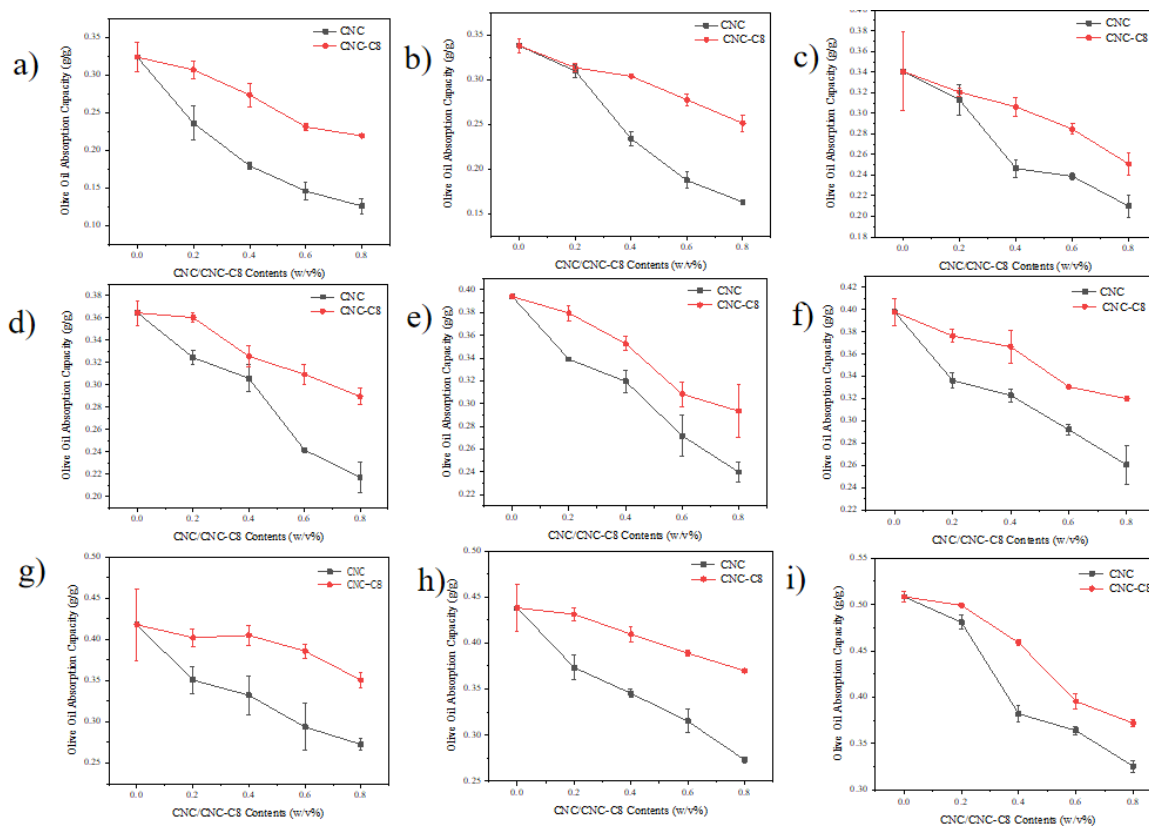 a)
Olive Oil Absorption Capacity (g/g)
0.35
0.30
0.25
0.20
0.15
0.10
CNC
CNC-C8
0.0 0.2 0.4 0.6 0.8
CNC/CNC-C8 Contents (w/v%)
b)
Olive Oil Absorption Capacity (g/g)
0.35
0.30
0.25
0.20
0.15
CNC
CNC-C8
0.0 0.2 0.4 0.6 0.8
CNC/CNC-C8 Contents (w/v%)
c)
Olive Oil Absorption Capacity (g/g)
0.40
0.38
0.36
0.34
0.32
0.30
0.28
0.26
0.24
0.22
0.20
0.18
CNC
CNC-C8
0.0 0.2 0.4 0.6 0.8
CNC/CNC-C8 Contents (w/v%)
d)
Olive Oil Absorption Capacity (g/g)
0.38
0.36
0.34
0.32
0.30
0.28
0.26
0.24
0.22
0.20
CNC
CNC-C8
0.0 0.2 0.4 0.6 0.8
CNC/CNC-C8 Contents (w/v%)
e)
Olive Oil Absorption Capacity (g/g)
0.40
0.38
0.36
0.34
0.32
0.30
0.28
0.26
0.24
0.22
CNC
CNC-C8
0.0 0.2 0.4 0.6 0.8
CNC/CNC-C8 Contents (w/v%)
f)
Olive Oil Absorption Capacity (g/g)
0.42
0.40
0.38
0.36
0.34
0.32
0.30
0.28
0.26
0.24
0.22
CNC
CNC-C8
0.0 0.2 0.4 0.6 0.8
CNC/CNC-C8 Contents (w/v%)
g)
Olive Oil Absorption Capacity (g/g)
0.50
0.45
0.40
0.35
0.30
0.25
CNC
CNC-C8
0.0 0.2 0.4 0.6 0.8
CNC/CNC-C8 Contents (w/v%)
h)
Olive Oil Absorption Capacity (g/g)
0.50
0.45
0.40
0.35
0.30
0.25
CNC
CNC-C8
0.0 0.2 0.4 0.6 0.8
CNC/CNC-C8 Contents (w/v%)
i)
Olive Oil Absorption Capacity (g/g)
0.55
0.50
0.45
0.40
0.35
0.30
CNC
CNC-C8
0.0 0.2 0.4 0.6 0.8
CNC/CNC-C8 Contents (w/v%)